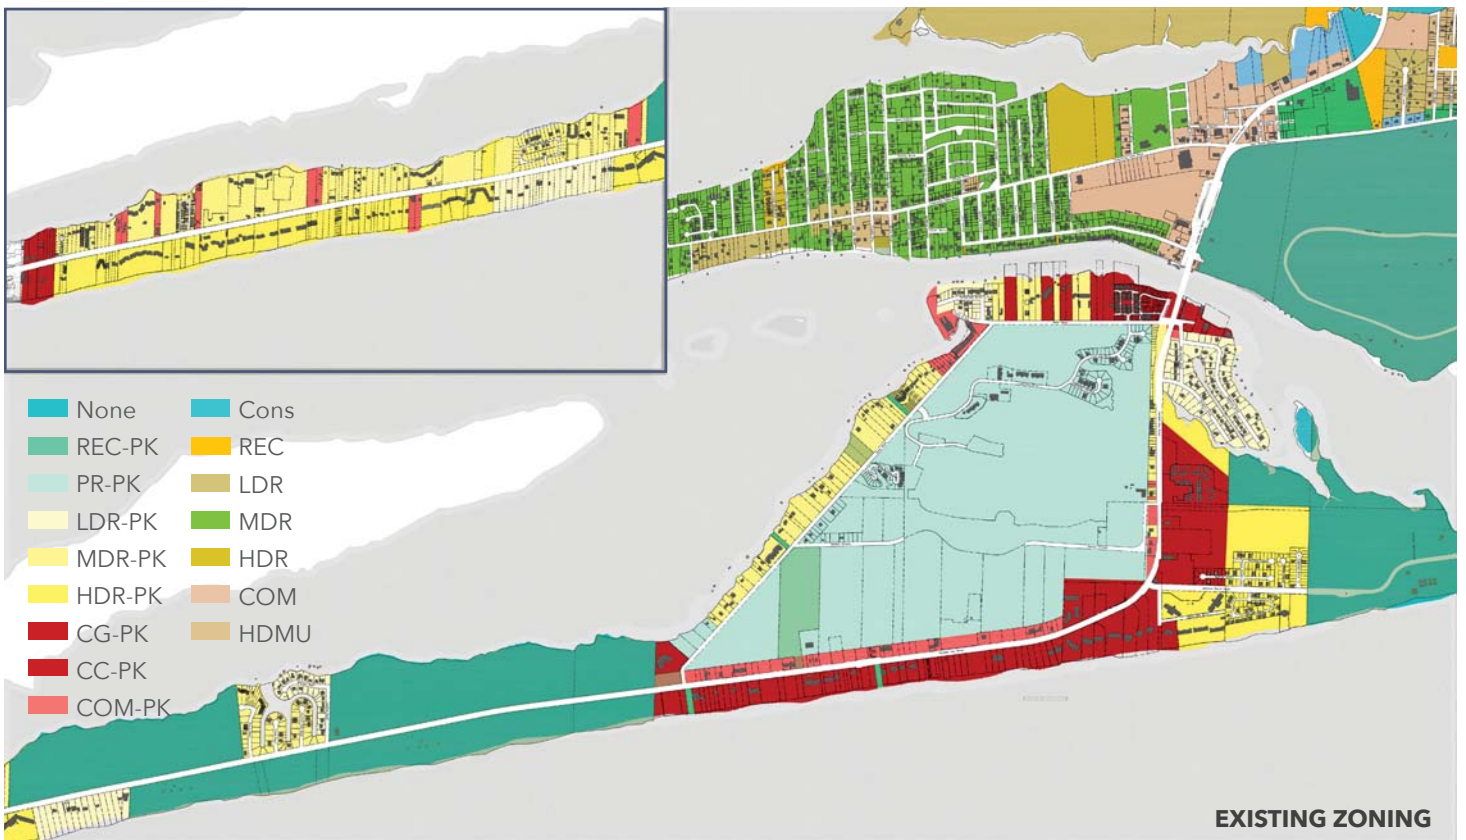 None
REC-PK
PR-PK
LDR-PK
MDR-PK
HDR-PK
CG-PK
CC-PK
COM-PK
Cons
REC
LDR
MDR
HDR
COM
HDMU
EXISTING ZONING